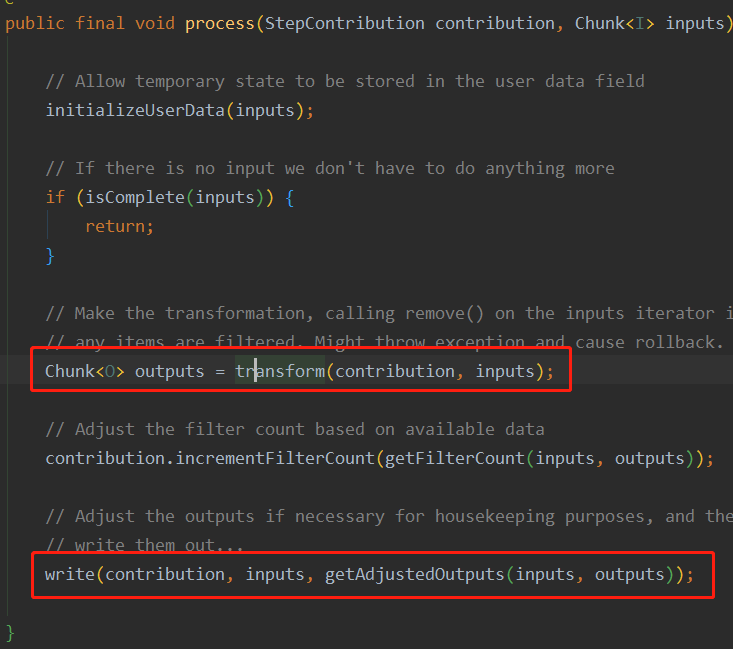 public final void process(StepContribution contribution, Chunk<I> inputs)
// Allow temporary state to be stored in the user data field
initializeUserData(inputs);
// If there is no input we don't have to do anything more
if (isComplete(inputs)) {
return;
}
// Make the transformation, calling remove() on the inputs iterator i
// any items are filtered. Might throw exception and cause rollback.
Chunk<O> outputs = transform(contribution, inputs);
// Adjust the filter count based on available data
contribution.incrementFilterCount(getFilterCount(inputs, outputs));
// Adjust the outputs if necessary for housekeeping purposes, and the
// write them out...
write(contribution, inputs, getAdjustedOutputs(inputs, outputs));
}